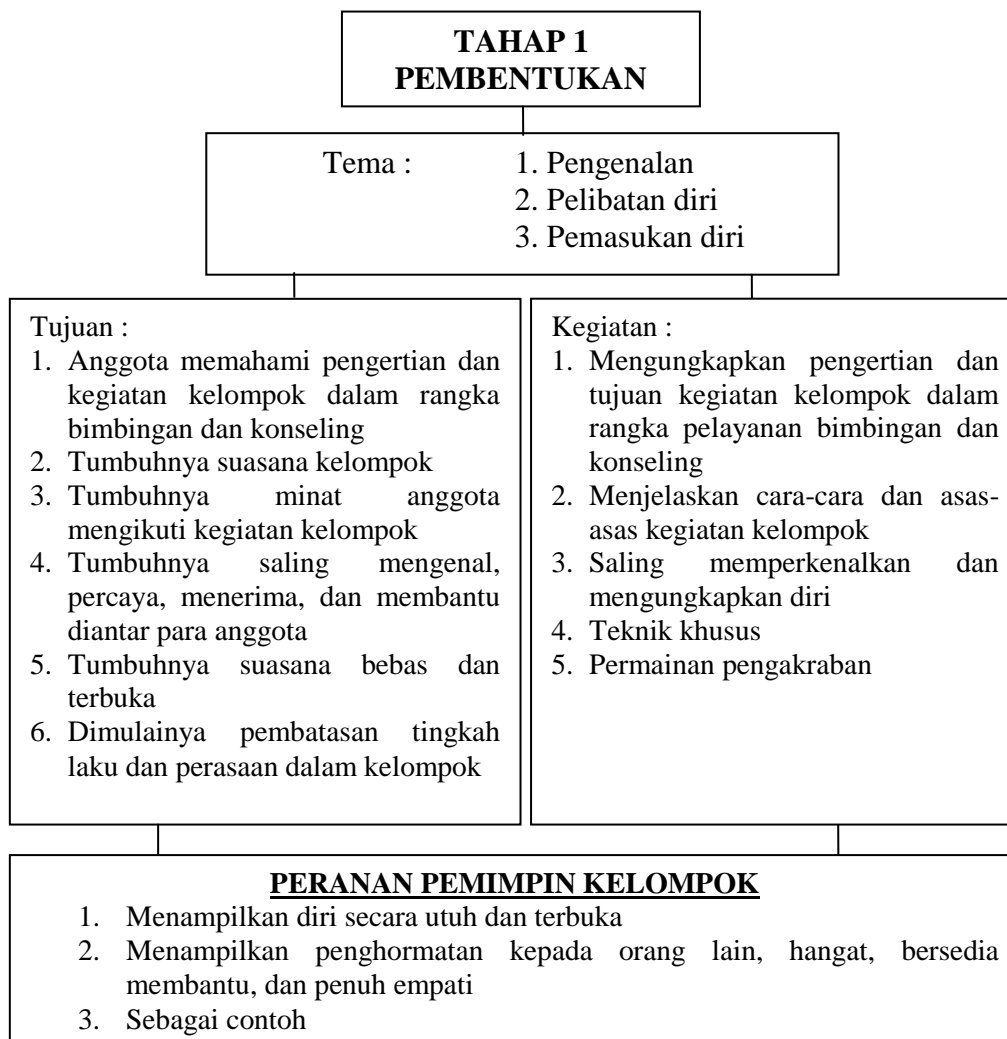 TAHAP 1
PEMBENTUKAN
Tema : 1. Pengenalan
2. Pelibatan diri
3. Pemasukan diri
Tujuan :
1. Anggota memahami pengertian dan
kegiatan kelompok dalam rangka
bimbingan dan konseling
2. Tumbuhnya suasana kelompok
3. Tumbuhnya minat anggota
mengikuti kegiatan kelompok
4. Tumbuhnya saling mengenal,
percaya, menerima, dan membantu
diantar para anggota
5. Tumbuhnya suasana bebas dan
terbuka
6. Dimulainya pembatasan tingkah
laku dan perasaan dalam kelompok
Kegiatan :
1. Mengungkapkan pengertian dan
tujuan kegiatan kelompok dalam
rangka pelayanan bimbingan dan
konseling
2. Menjelaskan cara-cara dan asas-
asas kegiatan kelompok
3. Saling memperkenalkan dan
mengungkapkan diri
4. Teknik khusus
5. Permainan pengakraban
PERANAN PEMIMPIN KELOMPOK
1. Menampilkan diri secara utuh dan terbuka
2. Menampilkan penghormatan kepada orang lain, hangat, bersedia
membantu, dan penuh empati
3. Sebagai contoh